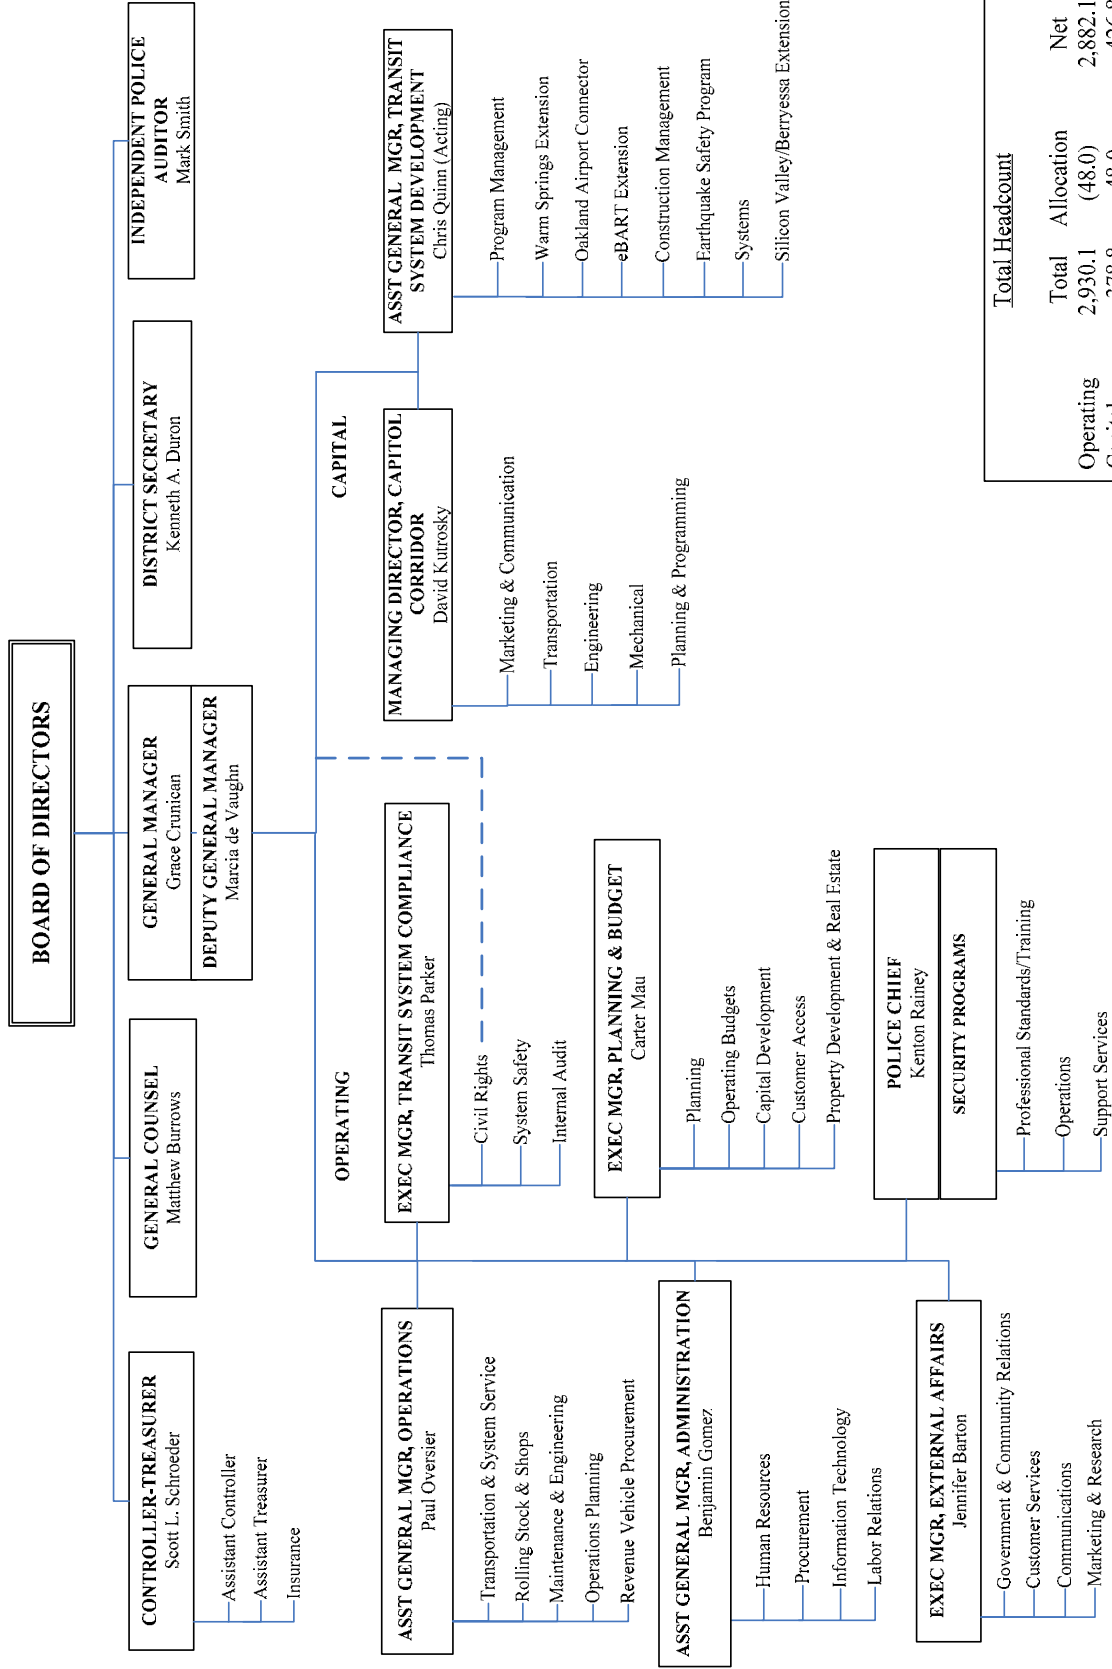 BOARD OF DIRECTORS
CONTROLLER-TREASURER
Scott L. Schroeder
Assistant Controller
Assistant Treasurer
Insurance
GENERAL COUNSEL
Matthew Burrows
GENERAL MANAGER
Grace Crunican
DEPUTY GENERAL MANAGER
Marcia de Vaughn
DISTRICT SECRETARY
Kenneth A. Duron
INDEPENDENT POLICE
AUDITOR
Mark Smith
OPERATING
CAPITAL
ASST GENERAL MGR, OPERATIONS
Paul Oversier
Transportation & System Service
Rolling Stock & Shops
Maintenance & Engineering
Operations Planning
Revenue Vehicle Procurement
EXEC MGR, TRANSIT SYSTEM COMPLIANCE
Thomas Parker
Civil Rights
System Safety
Internal Audit
MANAGING DIRECTOR, CAPITOL
CORRIDOR
David Kutrosky
Marketing & Communication
Transportation
Engineering
Mechanical
Planning & Programming
ASST GENERAL MGR, TRANSIT
SYSTEM DEVELOPMENT
Chris Quinn (Acting)
Program Management
Warm Springs Extension
Oakland Airport Connector
eBART Extension
Construction Management
Earthquake Safety Program
Systems
Silicon Valley/Berryessa Extension
ASST GENERAL MGR, ADMINISTRATION
Benjamin Gomez
Human Resources
Procurement
Information Technology
Labor Relations
EXEC MGR, PLANNING & BUDGET
Carter Mau
Planning
Operating Budgets
Capital Development
Customer Access
Property Development & Real Estate
EXEC MGR, EXTERNAL AFFAIRS
Jennifer Barton
Government & Community Relations
Customer Services
Communications
Marketing & Research
POLICE CHIEF
Kenton Rainey
SECURITY PROGRAMS
Professional Standards/Training
Operations
Support Services
Total Headcount
Total Allocation Net
Operating 2,930.1 (48.0) 2,882.1